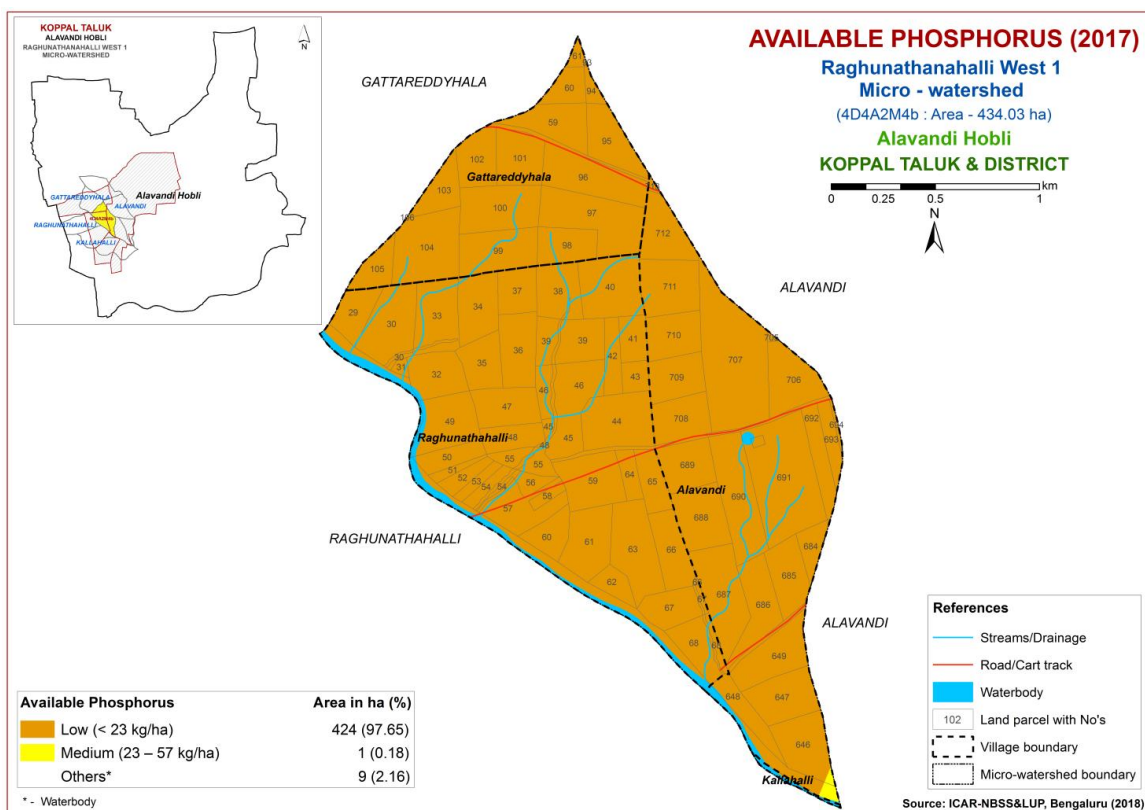 KOPPAL TALUK
ALAVANDI HOBLI
RAGHUNATHANAHALLI WEST 1
MICRO-WATERSHED
N
Alavandi Hobli
GATTAREDDYHALA
ALAVANDI
RAGHUNATHAHALLI
KALLAHALLI
AVAILABLE PHOSPHORUS (2017)
Raghunathanahalli West 1
Micro - watershed
(4D4A2M4b : Area - 434.03 ha)
Alavandi Hobli
KOPPAL TALUK & DISTRICT
km
0 0.25 0.5 1
N
GATTAREDDYHALA
60 94
59 95
102 101
Gattareddyhala
96
103
100 97
712
104 99 98
105
ALAVANDI
37 38 40 711
29 30 33 34
36 39 39 41 710
30 35 42 707 705
31 32 46 46 43 709 706
47
49 44 708 692 694
48 45 45 693
Raghunathahalli
48
50 55 55 689
51 52 53 54 54 56 59 64 65
Alavandi
691
58 690
57
688
RAGHUNATHAHALLI
60 61 63 66 684
62 685
687 686
67
ALAVANDI
68 649
648 647
646
Kallahalli
Available Phosphorus Area in ha (%)
Low (< 23 kg/ha) 424 (97.65)
Medium (23 – 57 kg/ha) 1 (0.18)
Others* 9 (2.16)
* - Waterbody
References
Streams/Drainage
Road/Cart track
Waterbody
102 Land parcel with No's
Village boundary
Micro-watershed boundary
Source: ICAR-NBSS&LUP, Bengaluru (2018)